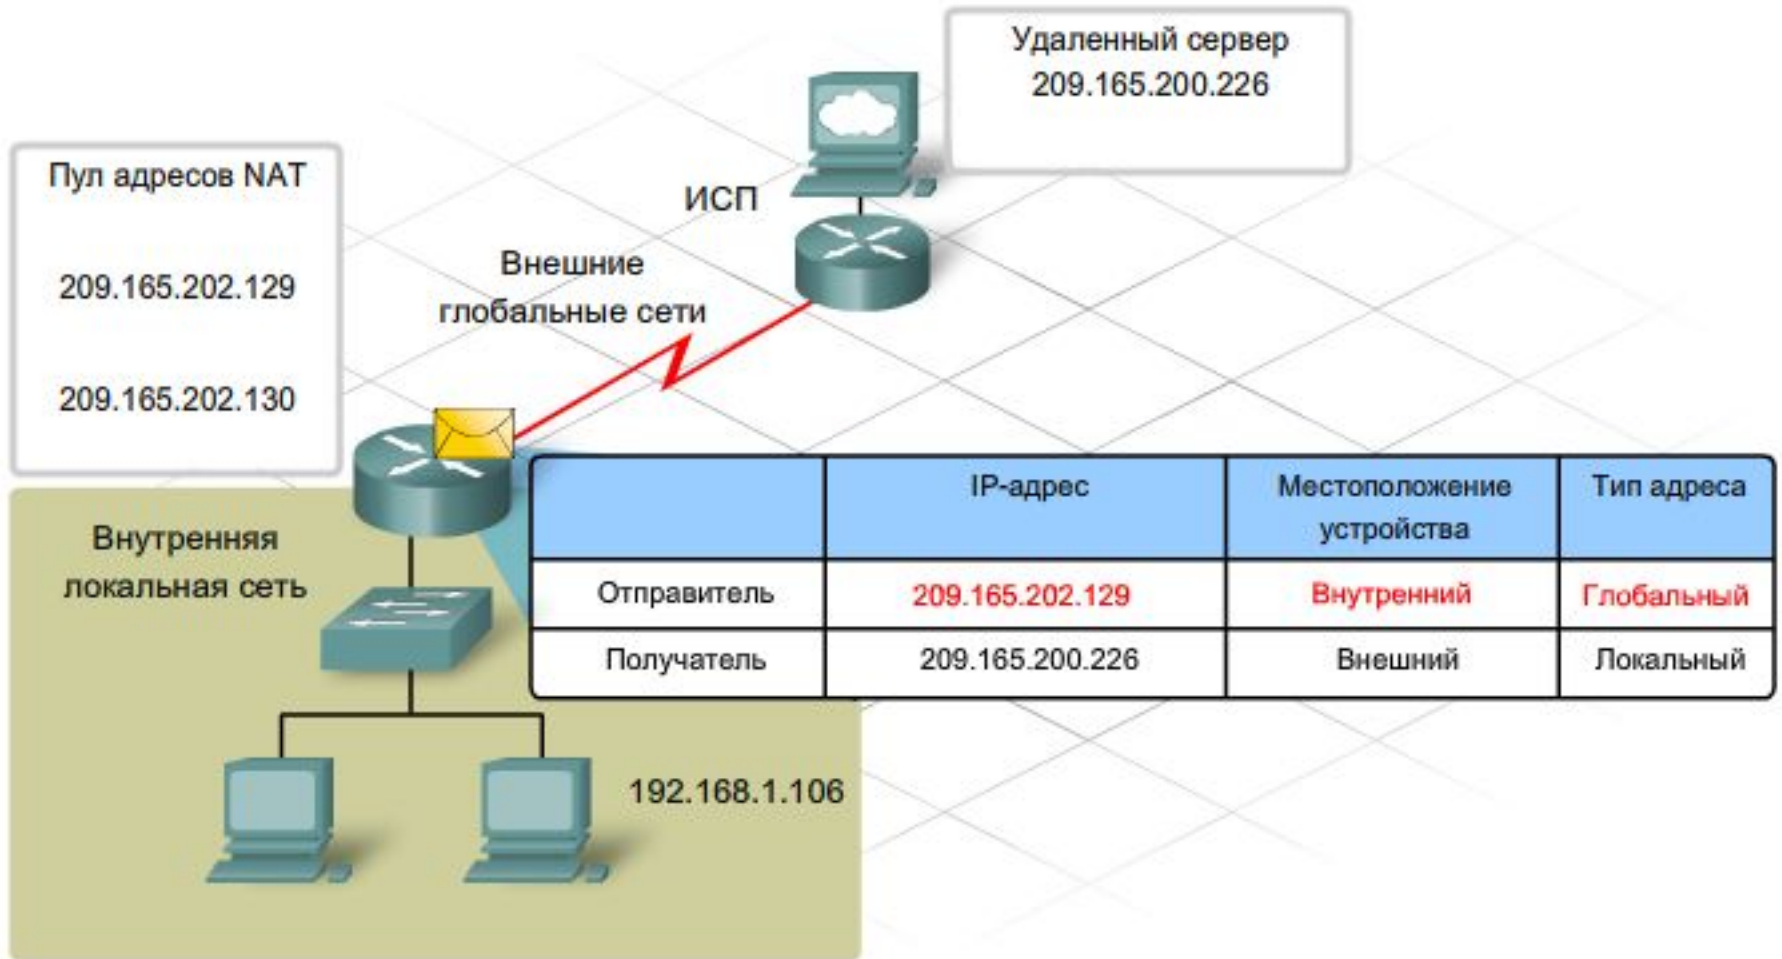 Удаленный сервер
209.165.200.226
Пул адресов NAT
209.165.202.129
209.165.202.130
ИСП
Внешние
глобальные сети
Внутренняя
локальная сеть
IP-адрес Местоположение устройства Тип адреса
Отправитель 209.165.202.129 Внутренний Глобальный
Получатель 209.165.200.226 Внешний Локальный
192.168.1.106